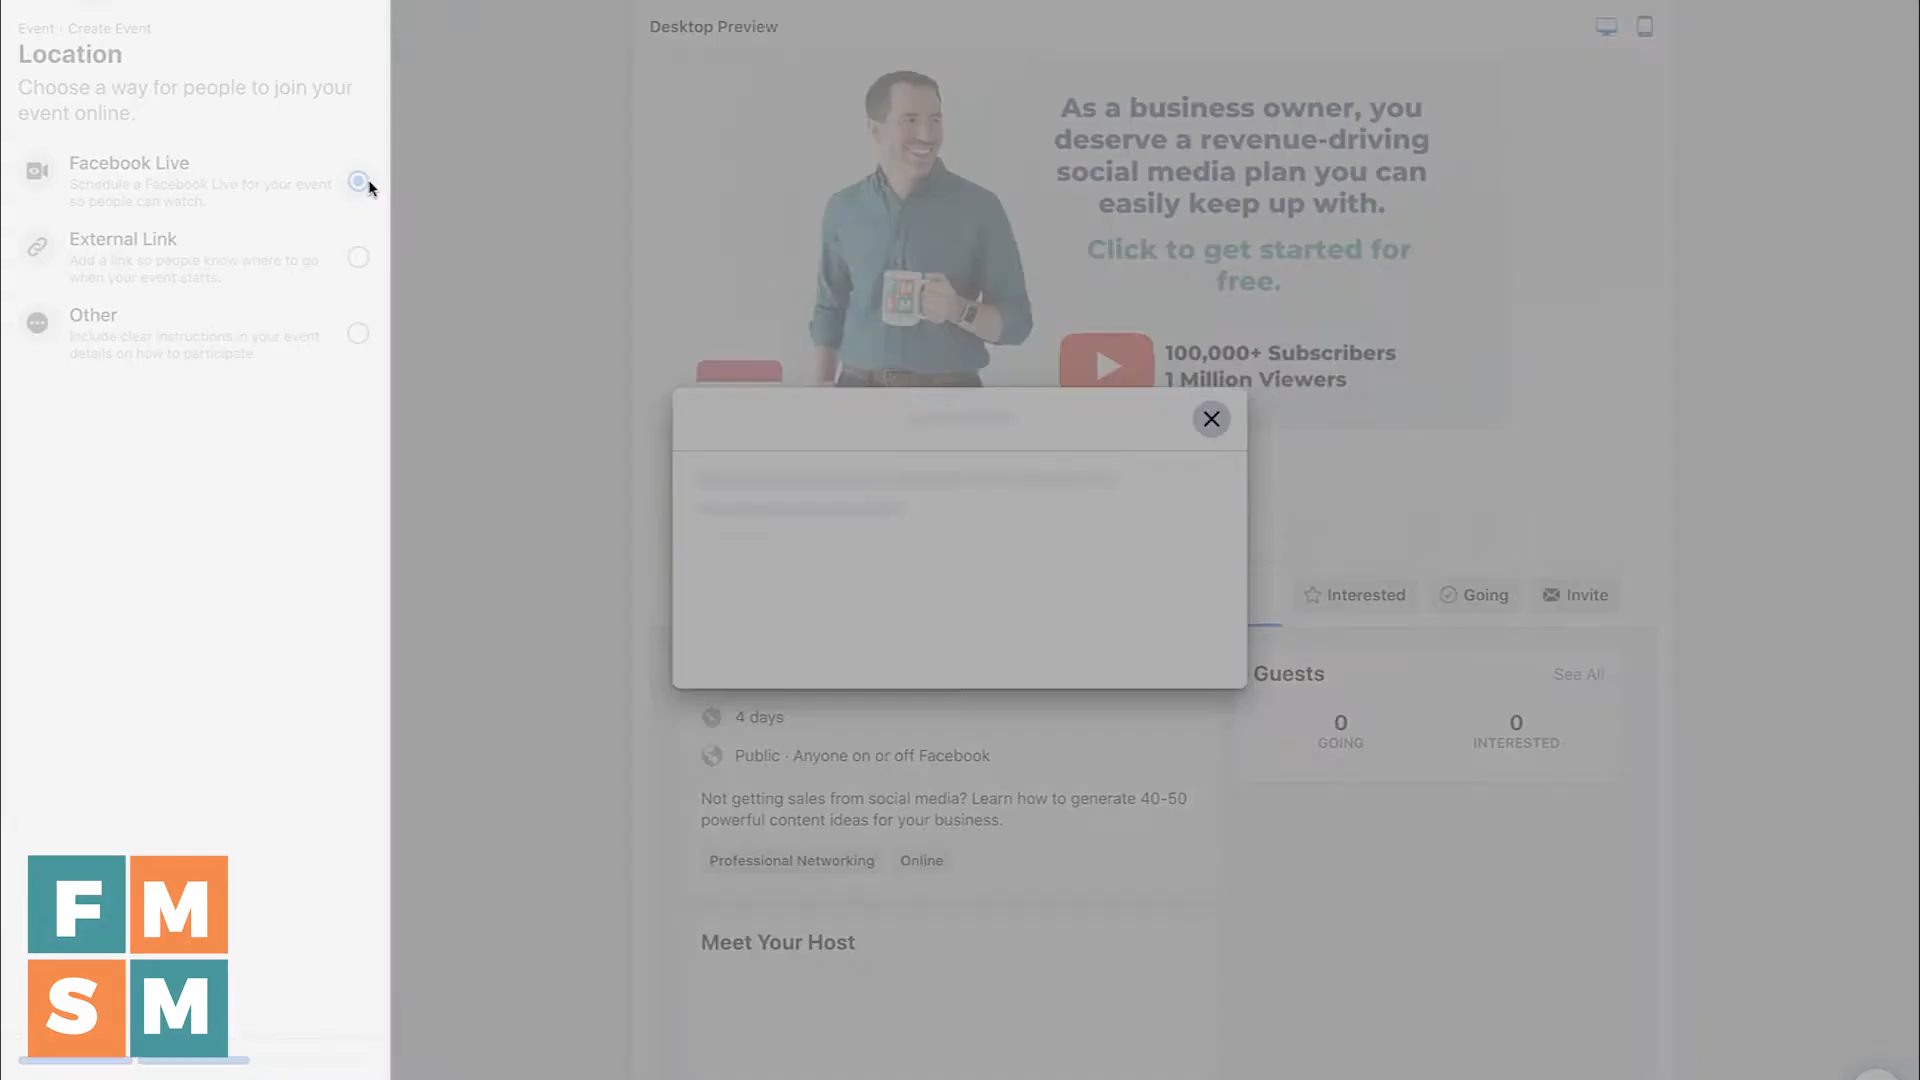 Event › Create Event
Location
Choose a way for people to join your
event online.
Facebook Live
Schedule a Facebook Live for your event
so people can watch.
External Link
Add a link so people know where to go
when your event starts.
Other
Include clear instructions in your event
details on how to participate.
F M
S M
Desktop Preview
As a business owner, you
deserve a revenue-driving
social media plan you can
easily keep up with.
Click to get started for
free.
100,000+ Subscribers
1 Million Viewers
Interested
Going
Invite
4 days
Public · Anyone on or off Facebook
Not getting sales from social media? Learn how to generate 40-50
powerful content ideas for your business.
Professional Networking
Online
Meet Your Host
Guests
See All
0
GOING
0
INTERESTED